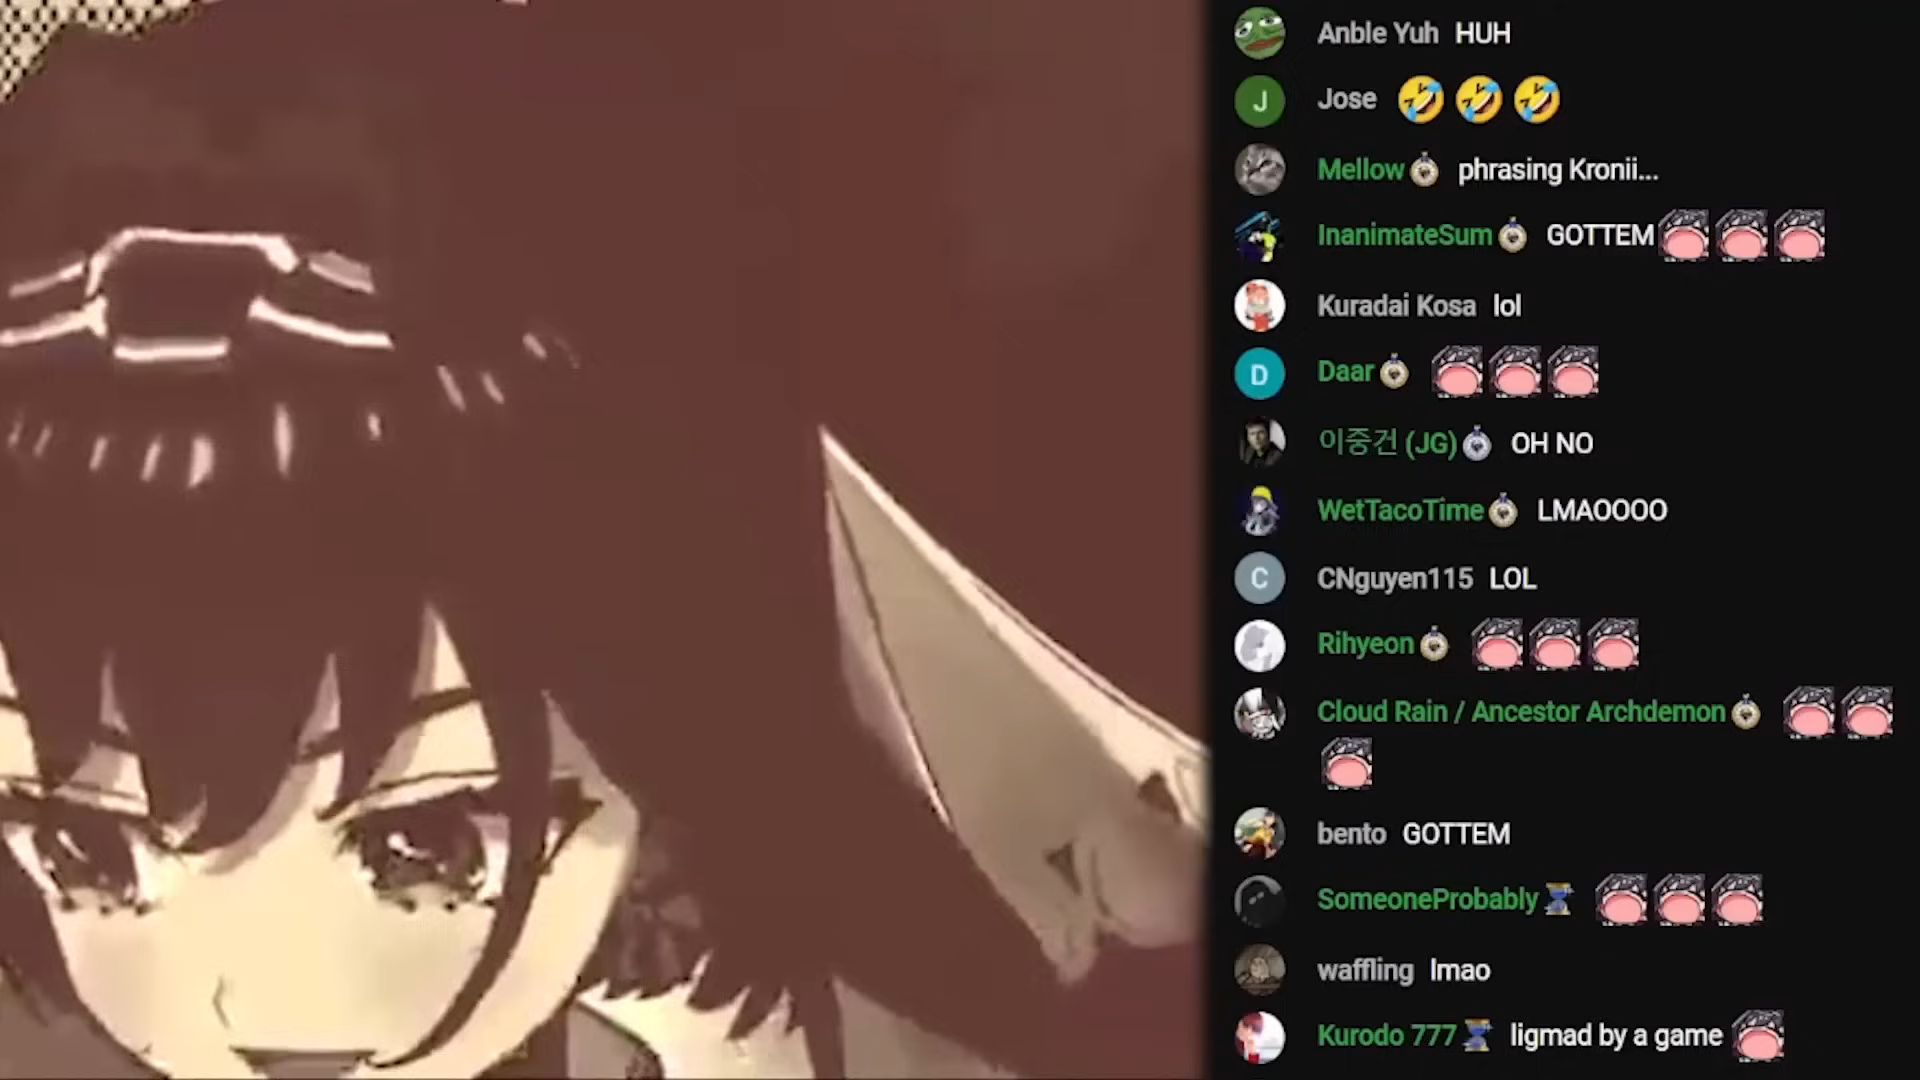 Anble Yuh HUH
J Jose 🤣🤣🤣
Mellow phrasing Kronii...
InanimateSum GOTTEM
Kuradai Kosa lol
D Daar
이중건 (JG) OH NO
WetTacoTime LMAOOOO
C CNguyen115 LOL
Rihyeon
Cloud Rain / Ancestor Archdemon
bento GOTTEM
SomeoneProbably
waffling lmao
Kurodo 777 ligmad by a game